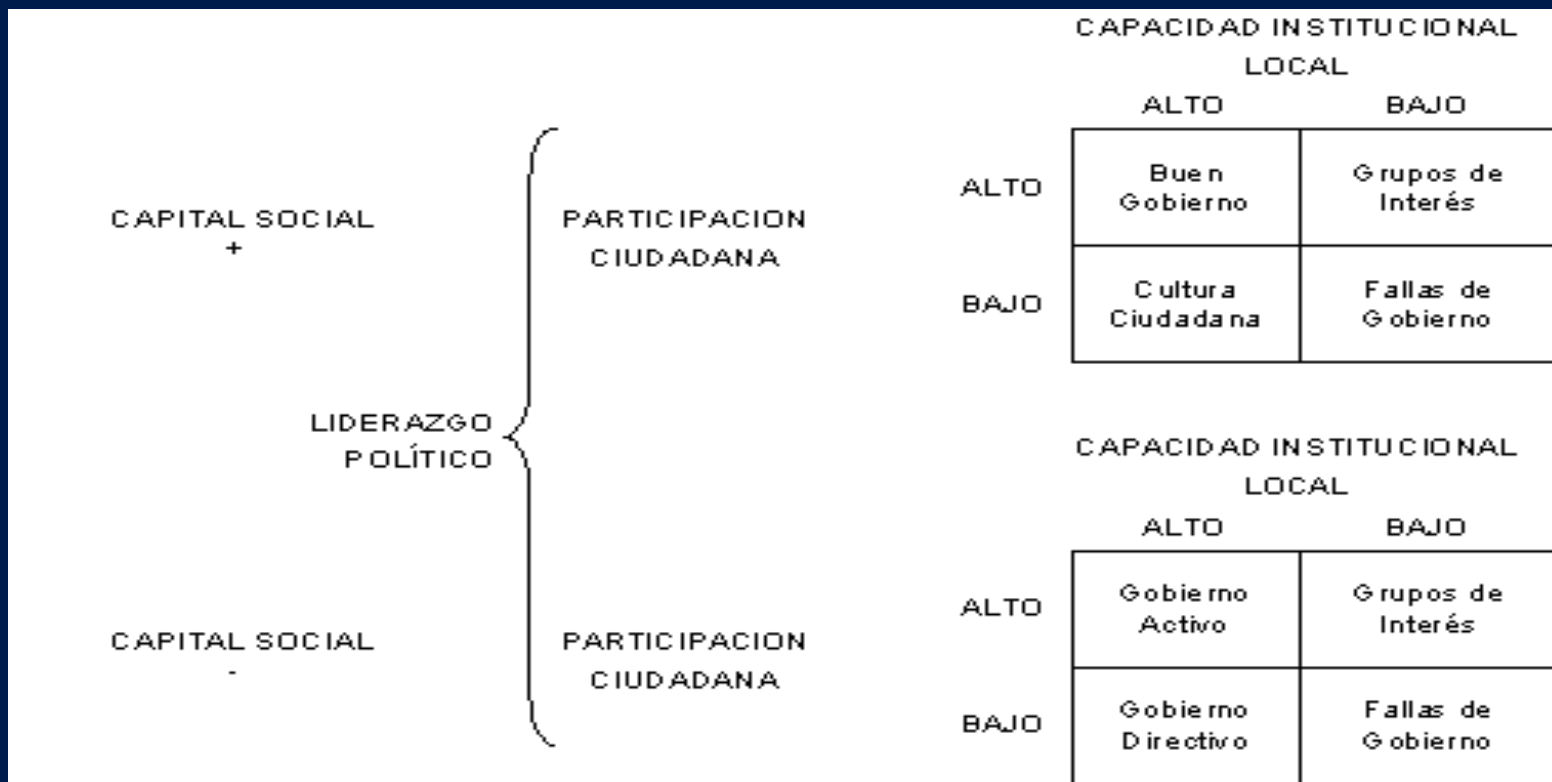 CAPACIDAD INSTITUCIONAL
LOCAL
ALTO BAJO
CAPITAL SOCIAL
+
PARTICIPACION
CIUDADANA
ALTO
Buen
Gobierno
Grupos de
Interés
BAJO
Cultura
Ciudadana
Fallas de
Gobierno
LIDERAZGO
POLÍTICO
CAPACIDAD INSTITUCIONAL
LOCAL
ALTO BAJO
CAPITAL SOCIAL
-
PARTICIPACION
CIUDADANA
ALTO
Gobierno
Activo
Grupos de
Interés
BAJO
Gobierno
Directivo
Fallas de
Gobierno